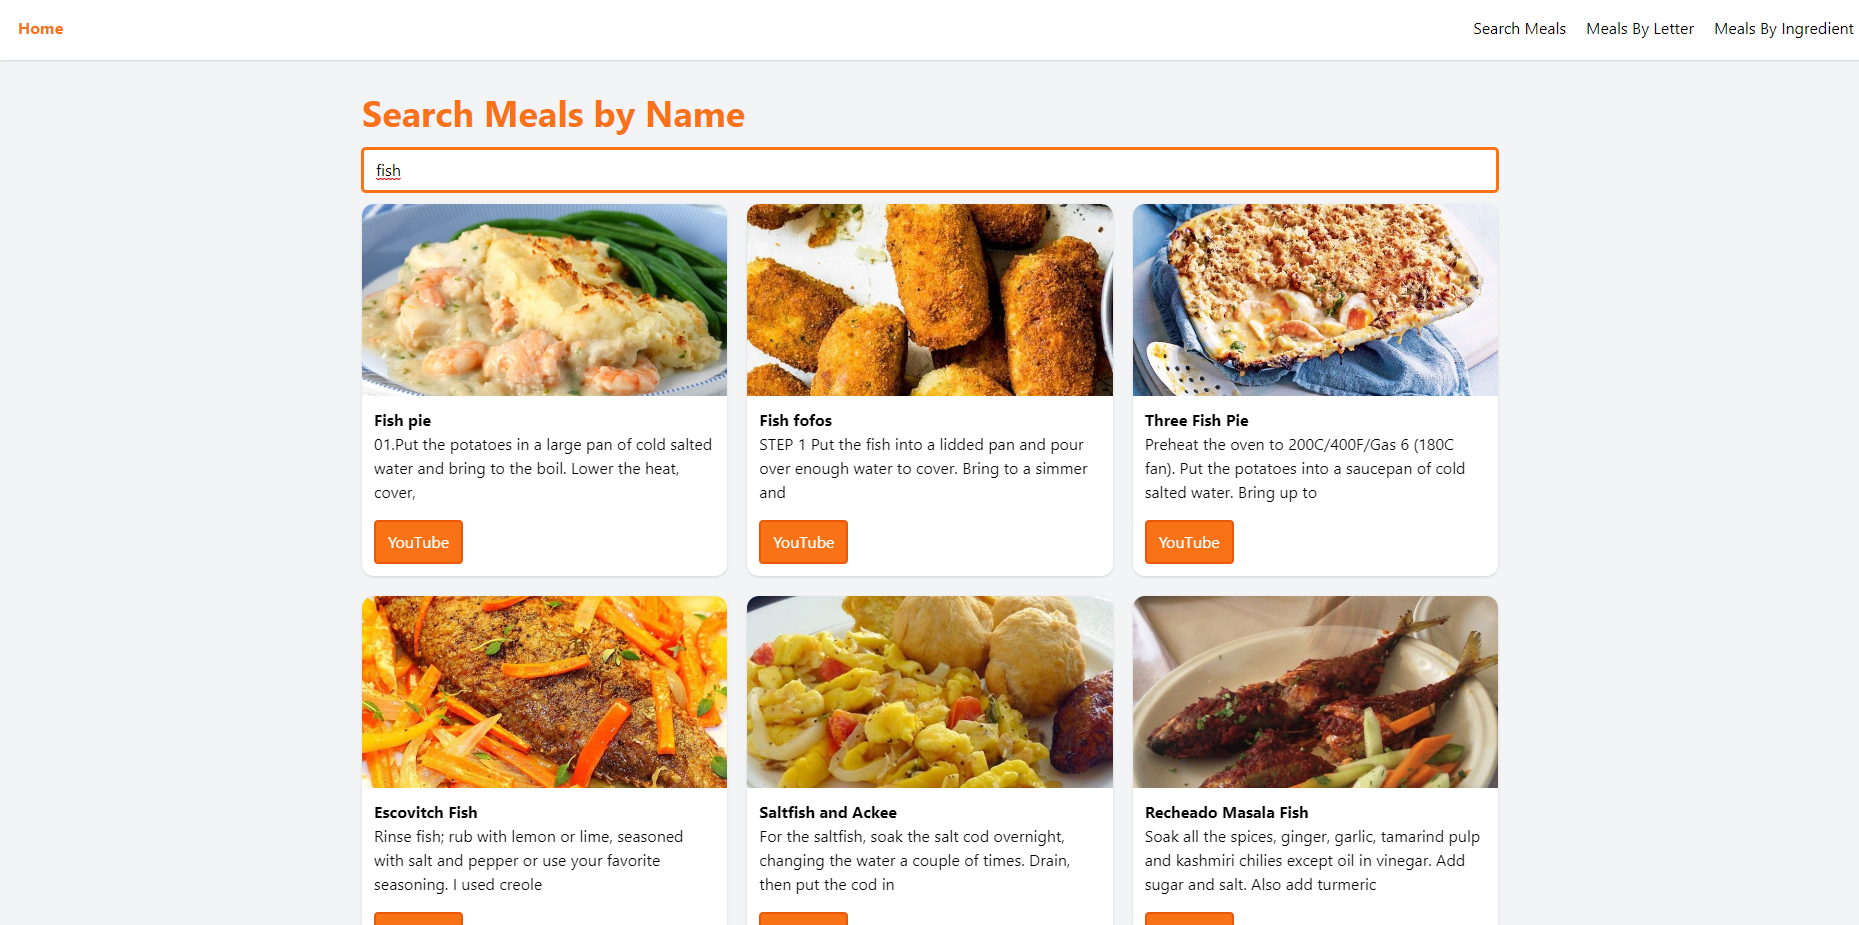 Home
Search Meals
Meals By Letter
Meals By Ingredient
Search Meals by Name
fish
Fish pie
01.Put the potatoes in a large pan of cold salted
water and bring to the boil. Lower the heat,
cover,
YouTube
Fish fofos
STEP 1 Put the fish into a lidded pan and pour
over enough water to cover. Bring to a simmer
and
YouTube
Three Fish Pie
Preheat the oven to 200C/400F/Gas 6 (180C
fan). Put the potatoes into a saucepan of cold
salted water. Bring up to
YouTube
Escovitch Fish
Rinse fish; rub with lemon or lime, seasoned
with salt and pepper or use your favorite
seasoning. I used creole
Saltfish and Ackee
For the saltfish, soak the salt cod overnight,
changing the water a couple of times. Drain,
then put the cod in
Recheado Masala Fish
Soak all the spices, ginger, garlic, tamarind pulp
and kashmiri chilies except oil in vinegar. Add
sugar and salt. Also add turmeric